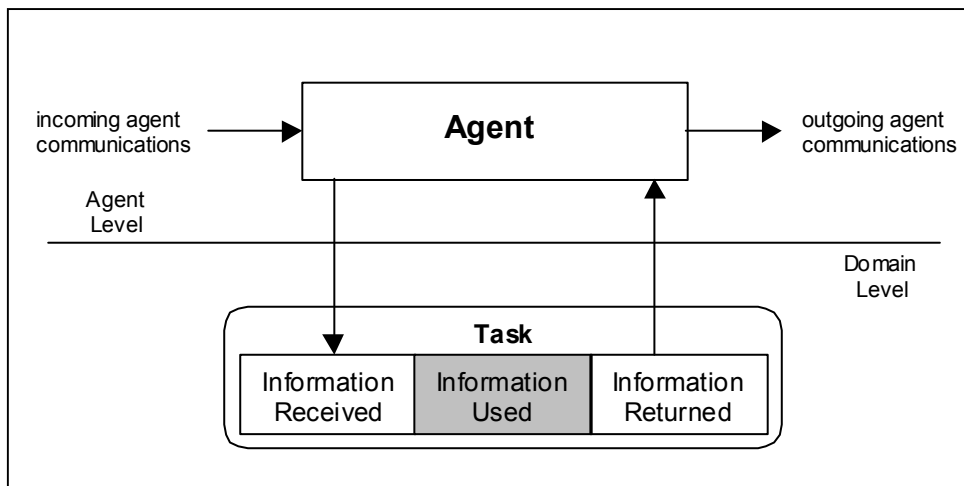 Agent
incoming agent
communications
outgoing agent
communications
Agent
Level
Domain
Level
Task
Information
Received
Information
Used
Information
Returned